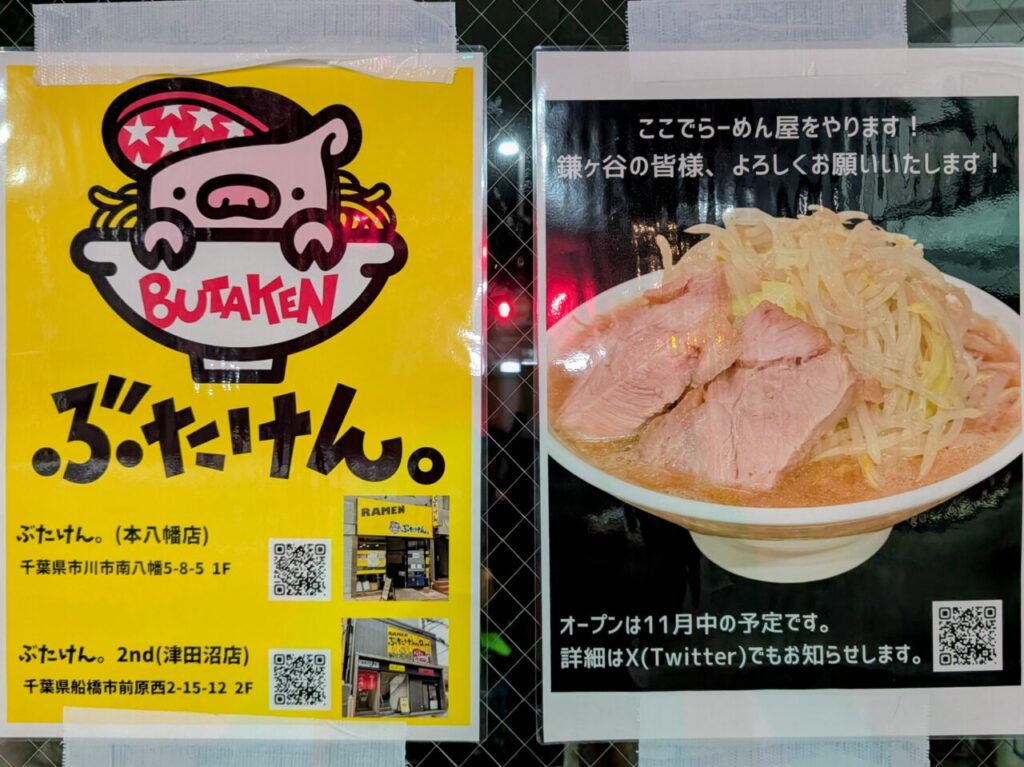 BUTAKEN
ぶたけん。
ぶたけん。(本八幡店)
千葉県市川市南八幡5-8-5 1F
RAMEN
ぶたけん。
ぶたけん。2nd(津田沼店)
千葉県船橋市前原西2-15-12 2F
RAMEN
ここでらーめん屋をやります！
鎌ヶ谷の皆様、よろしくお願いいたします！
オープンは11月中の予定です。
詳細はX(Twitter)でもお知らせします。